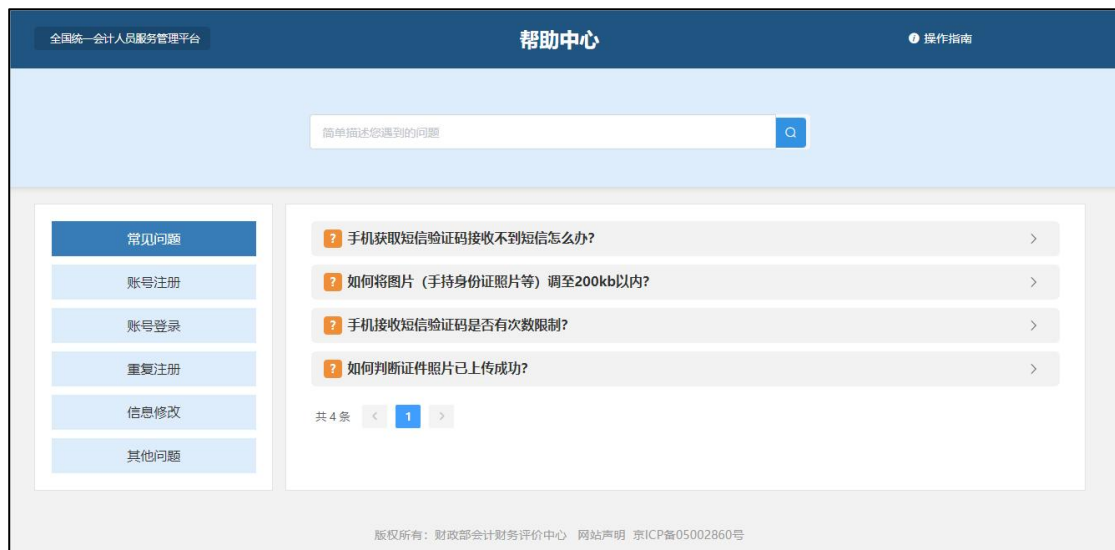 全国统一会计人员服务管理平台
帮助中心
操作指南
简单描述您遇到的问题
常见问题
账号注册
账号登录
重复注册
信息修改
其他问题
? 手机获取短信验证码接收不到短信怎么办?
? 如何将图片（手持身份证照片等）调至200kb以内?
? 手机接收短信验证码是否有次数限制?
? 如何判断证件照片已上传成功?
共 4 条 < 1 >
版权所有：财政部会计财务评价中心 网站声明 京ICP备05002860号